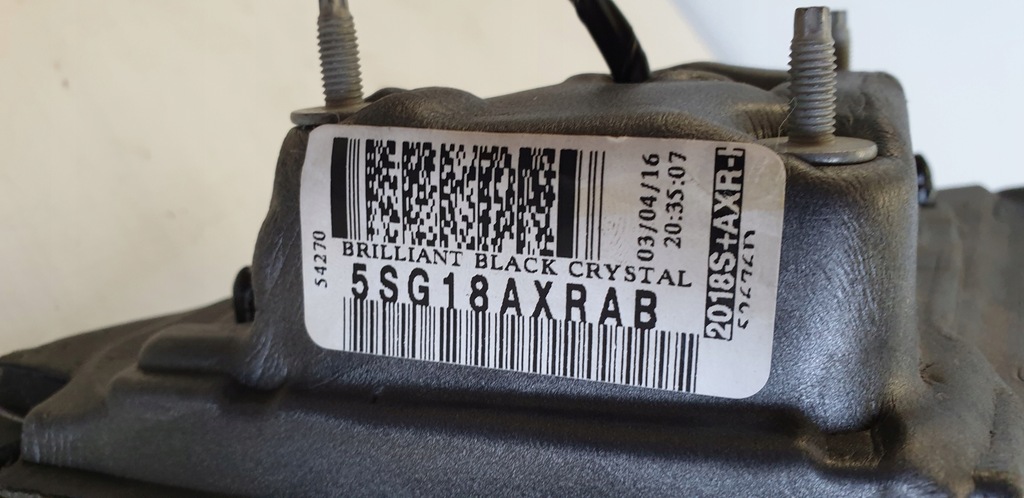 54270
BRILLIANT BLACK CRYSTAL
5SG18AXRAB
03/04/16
20:35:07
2018S+AXR-